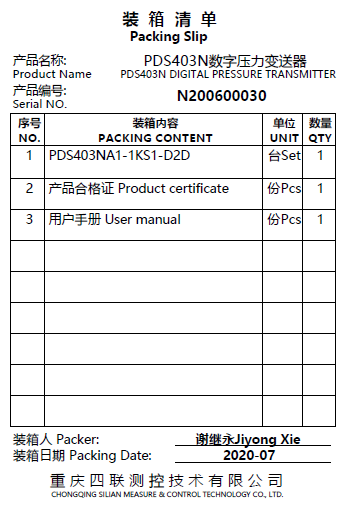 装 箱 清 单
Packing Slip
产品名称: PDS403N数字压力变送器
Product Name PDS403N DIGITAL PRESSURE TRANSMITTER
产品编号: N200600030
Serial NO.
序号 装箱内容 单位 数量
NO. PACKING CONTENT UNIT QTY
1 PDS403NA1-1KS1-D2D 台Set 1
2 产品合格证 Product certificate 份Pcs 1
3 用户手册 User manual 份Pcs 1
装箱人 Packer: 谢继永Jiyong Xie
装箱日期 Packing Date: 2020-07
重庆四联测控技术有限公司
CHONGQING SILIAN MEASURE & CONTROL TECHNOLOGY CO., LTD.